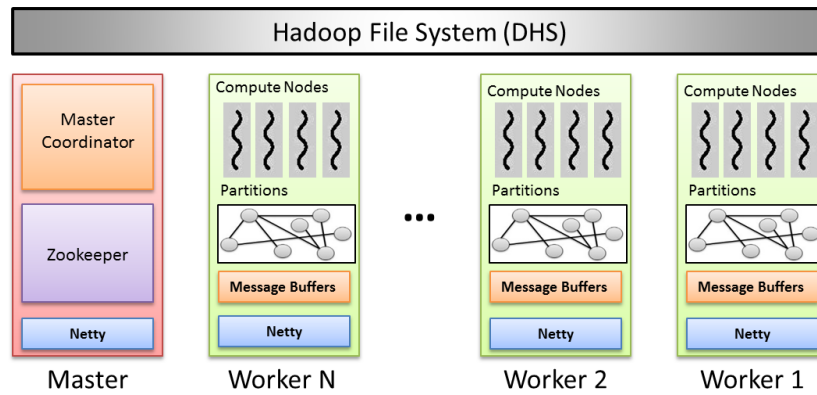 Hadoop File System (DHS)
Master
Coordinator
Zookeeper
Netty
Master
Compute Nodes
Partitions
Message Buffers
Netty
Worker N
...
Compute Nodes
Partitions
Message Buffers
Netty
Worker 2
Compute Nodes
Partitions
Message Buffers
Netty
Worker 1